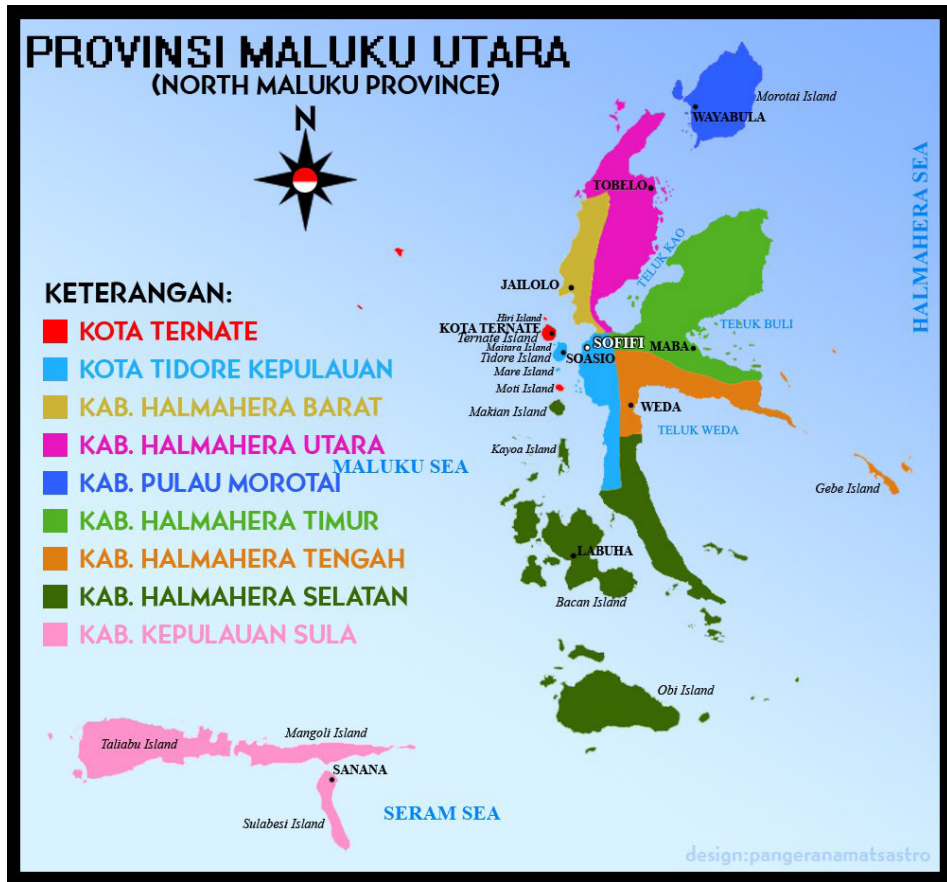 PROVINSI MALUKU UTARA
(NORTH MALUKU PROVINCE)
N
Morotai Island
WAYABULA
TOBELO
HALMAHERA SEA
TELUK KAO
JAILOLO
KETERANGAN:
KOTA TERNATE
KOTA TIDORE KEPULAUAN
KAB. HALMAHERA BARAT
KAB. HALMAHERA UTARA
KAB. PULAU MOROTAI
KAB. HALMAHERA TIMUR
KAB. HALMAHERA TENGAH
KAB. HALMAHERA SELATAN
KAB. KEPULAUAN SULA
Hiri Island
KOTA TERNATE
Ternate Island
Maitara Island
Tidore Island
SOASIO
SOFIFI
MABA
TELUK BULI
Mare Island
Moti Island
Makian Island
WEDA
TELUK WEDA
Kayoa Island
MALUKU SEA
Gebe Island
LABUHA
Bacan Island
Obi Island
Taliabu Island
Mangoli Island
SANANA
Sulabesi Island
SERAM SEA
design:pangeranamatsastro